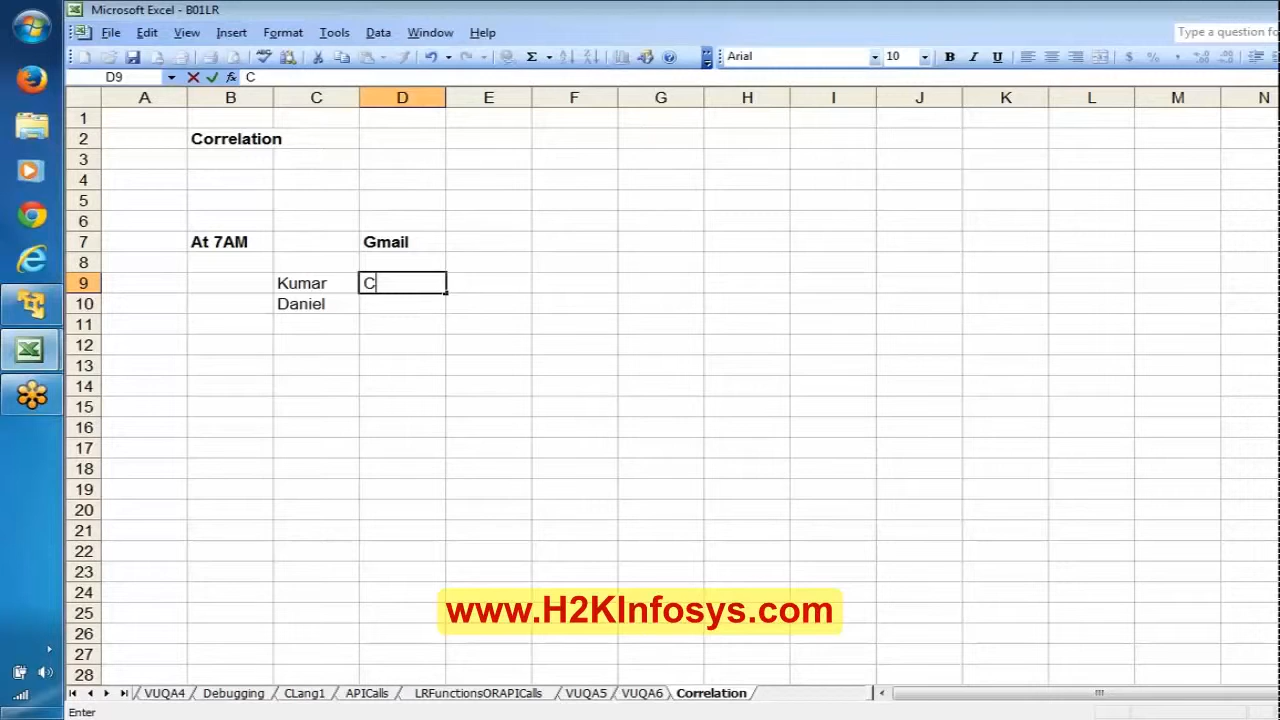 Microsoft Excel - B01LR
File Edit View Insert Format Tools Data Window Help
Type a question fo
Arial 10 B I U
D9 fx C
A B C D E F G H I J K L M N
1
2 Correlation
3
4
5
6
7 At 7AM Gmail
8
9 Kumar C
10 Daniel
11
12
13
14
15
16
17
18
19
20
21
22
23
24
www.H2KInfosys.com
25
26
27
28
VUQA4 Debugging CLang1 APICalls LRFunctionsORAPICalls VUQA5 VUQA6 Correlation
Enter